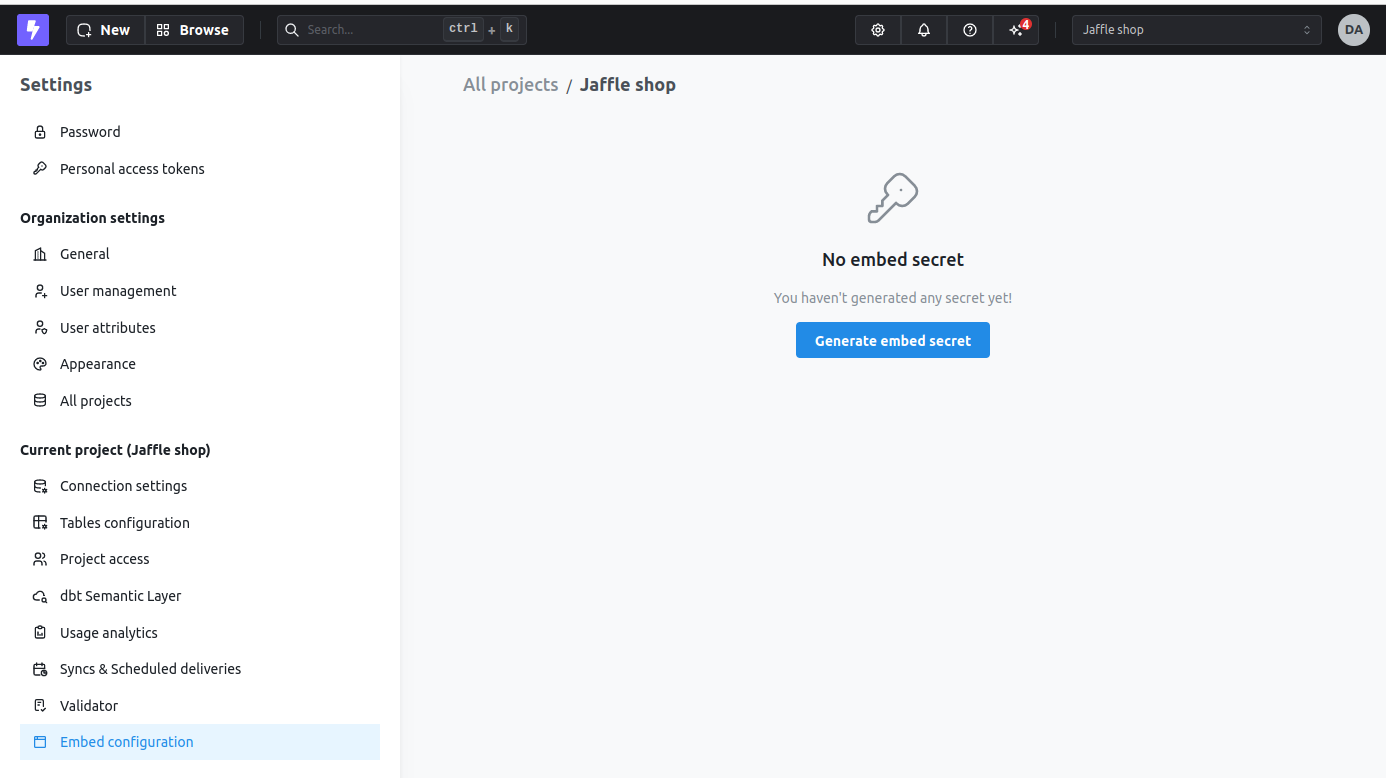 New
Browse
Search...
ctrl + k
4
Jaffle shop
DA
Settings
Password
Personal access tokens
Organization settings
General
User management
User attributes
Appearance
All projects
Current project (Jaffle shop)
Connection settings
Tables configuration
Project access
dbt Semantic Layer
Usage analytics
Syncs & Scheduled deliveries
Validator
Embed configuration
All projects / Jaffle shop
No embed secret
You haven't generated any secret yet!
Generate embed secret